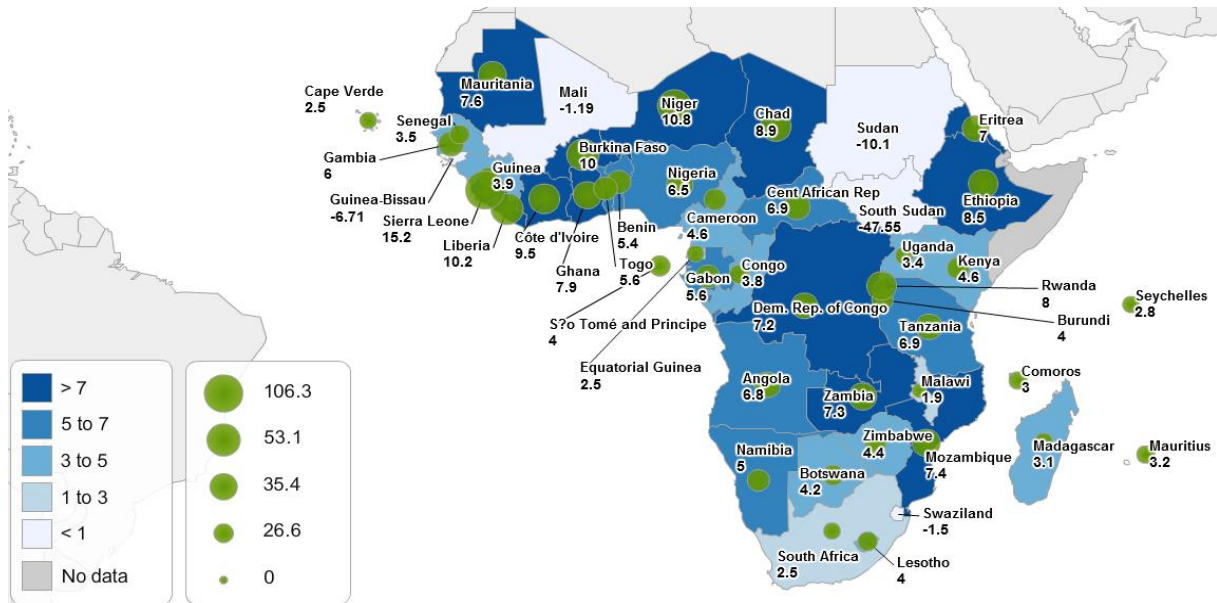 Cape Verde
2.5
Mauritania
7.6
Mali
-1.19
Niger
10.8
Chad
8.9
Sudan
-10.1
Eritrea
7
Senegal
3.5
Gambia
6
Guinea-Bissau
-6.71
Guinea
3.9
Sierra Leone
15.2
Liberia
10.2
Burkina Faso
10
Côte d'Ivoire
9.5
Ghana
7.9
Togo
5.6
Benin
5.4
Nigeria
6.5
Cameroon
4.6
Cent African Rep
6.9
South Sudan
-47.55
Ethiopia
8.5
Uganda
3.4
Kenya
4.6
Gabon
5.6
Congo
3.8
Dem. Rep. of Congo
7.2
S?o Tomé and Principe
4
Equatorial Guinea
2.5
Rwanda
8
Burundi
4
Seychelles
2.8
Tanzania
6.9
Angola
6.8
Zambia
7.3
Malawi
1.9
Comoros
3
Namibia
5
Botswana
4.2
Zimbabwe
4.4
Mozambique
7.4
Madagascar
3.1
Mauritius
3.2
Swaziland
-1.5
South Africa
2.5
Lesotho
4
> 7
5 to 7
3 to 5
1 to 3
< 1
No data
106.3
53.1
35.4
26.6
0